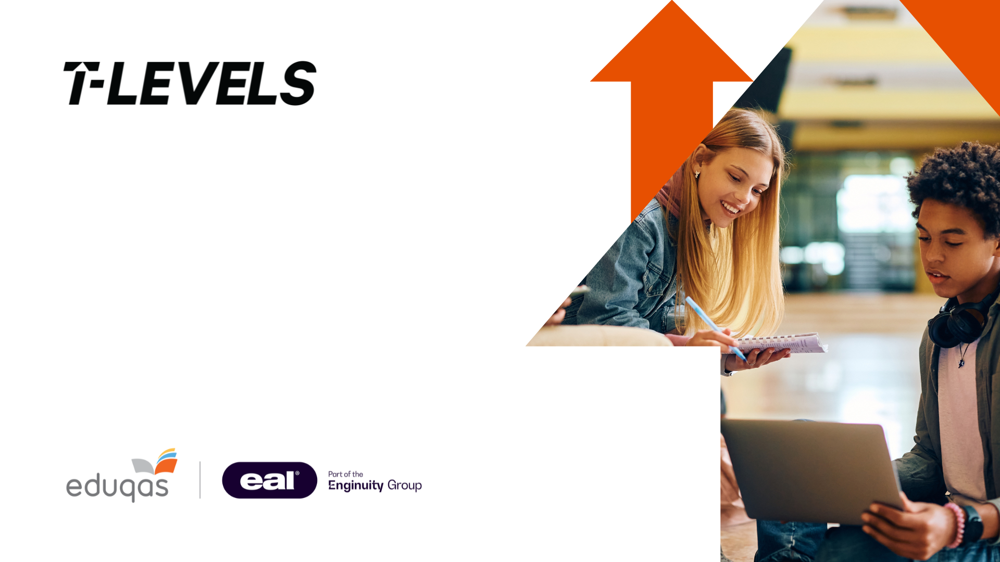 T-LEVELS
eduqas
eal®
Part of the
Enginuity Group